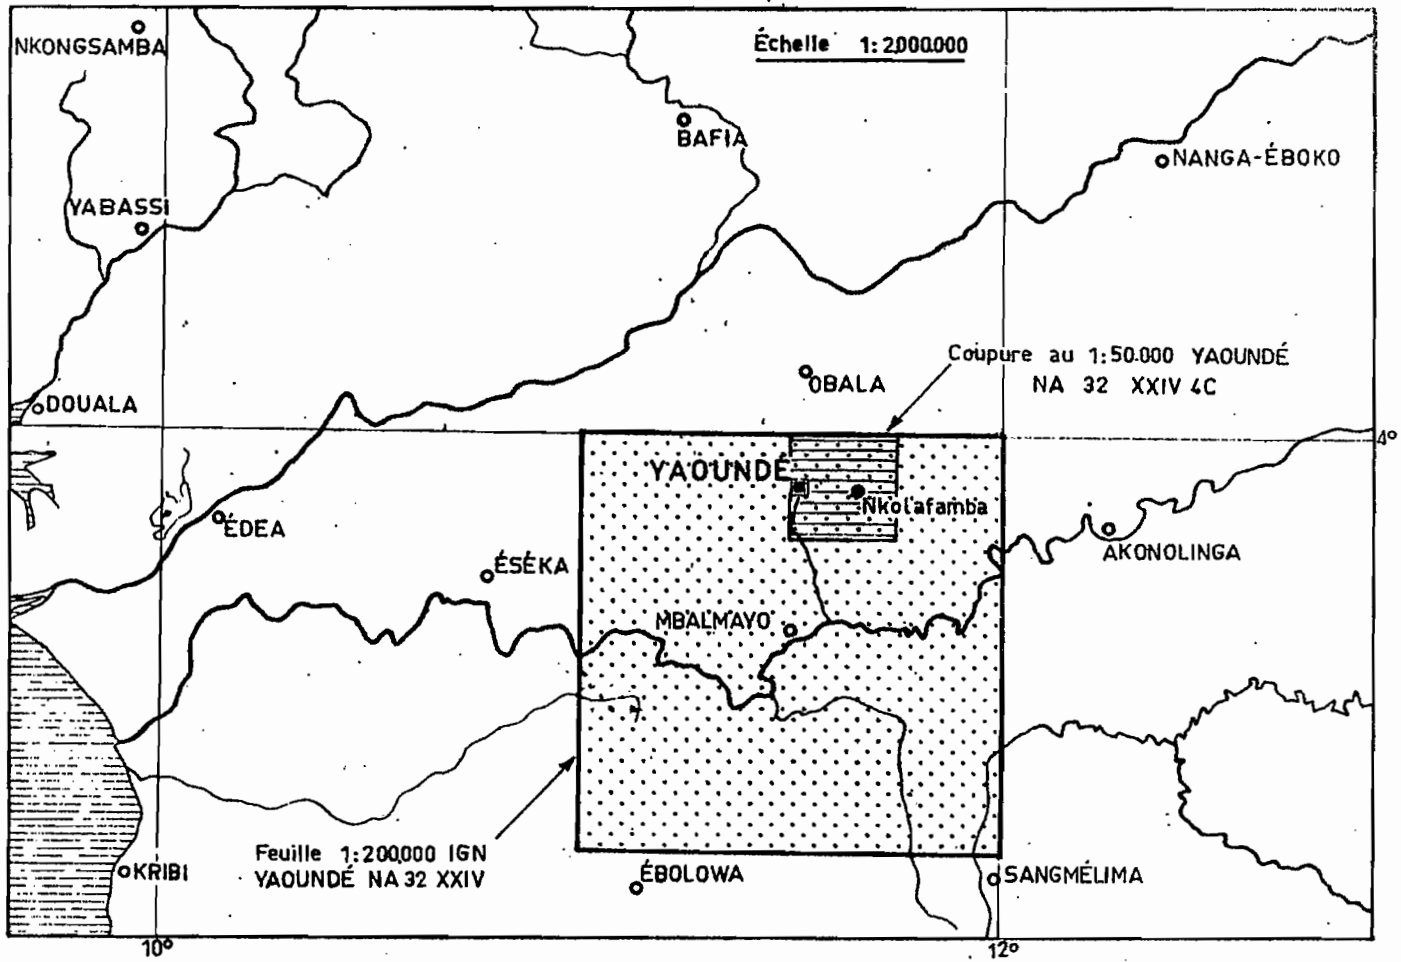 NKONGSAMBA
Échelle 1:2000.000
BAFIA
NANGA-ÉBOKO
YABASSI
Coupure au 1:50.000 YAOUNDÉ
NA 32 XXIV 4C
OBALA
DOUALA
4°
YAOUNDÉ
Nkolafamba
ÉDEA
AKONOLINGA
ÉSÉKA
MBALMAYO
Feuille 1:200.000 IGN
YAOUNDÉ NA 32 XXIV
KRIBI
ÉBOLOWA
SANGMÉLIMA
10°
12°